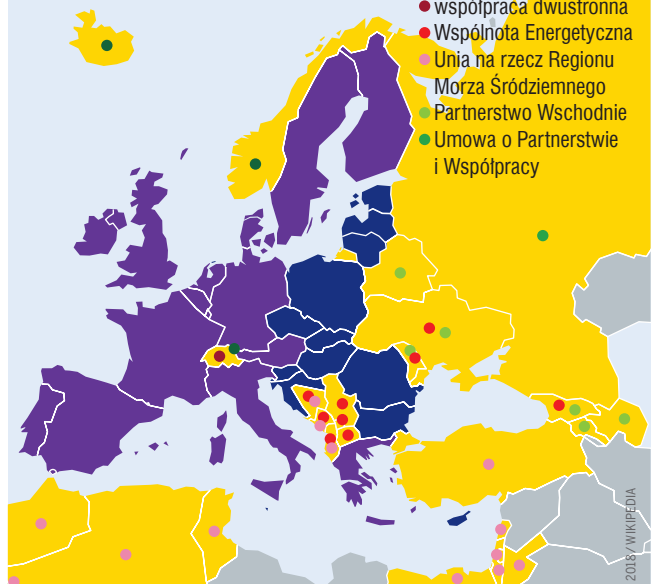 współpraca dwustronna
Wspólnota Energetyczna
Unia na rzecz Regionu
Morza Śródziemnego
Partnerstwo Wschodnie
Umowa o Partnerstwie
i Współpracy
2018 / WIKIPEDIA